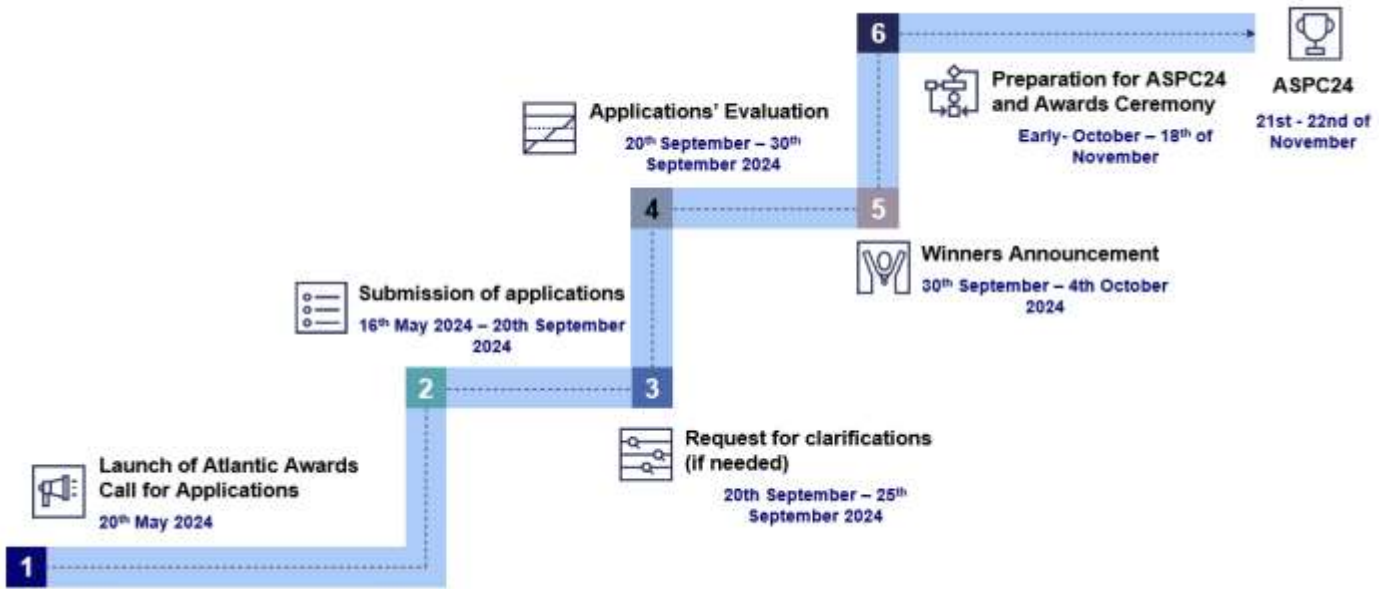 1
Launch of Atlantic Awards
Call for Applications
20th May 2024
2
Submission of applications
16th May 2024 – 20th September
2024
3
Request for clarifications
(if needed)
20th September – 25th
September 2024
4
Applications' Evaluation
20th September – 30th
September 2024
5
Winners Announcement
30th September – 4th October
2024
6
Preparation for ASPC24
and Awards Ceremony
Early- October – 18th of
November
ASPC24
21st - 22nd of
November